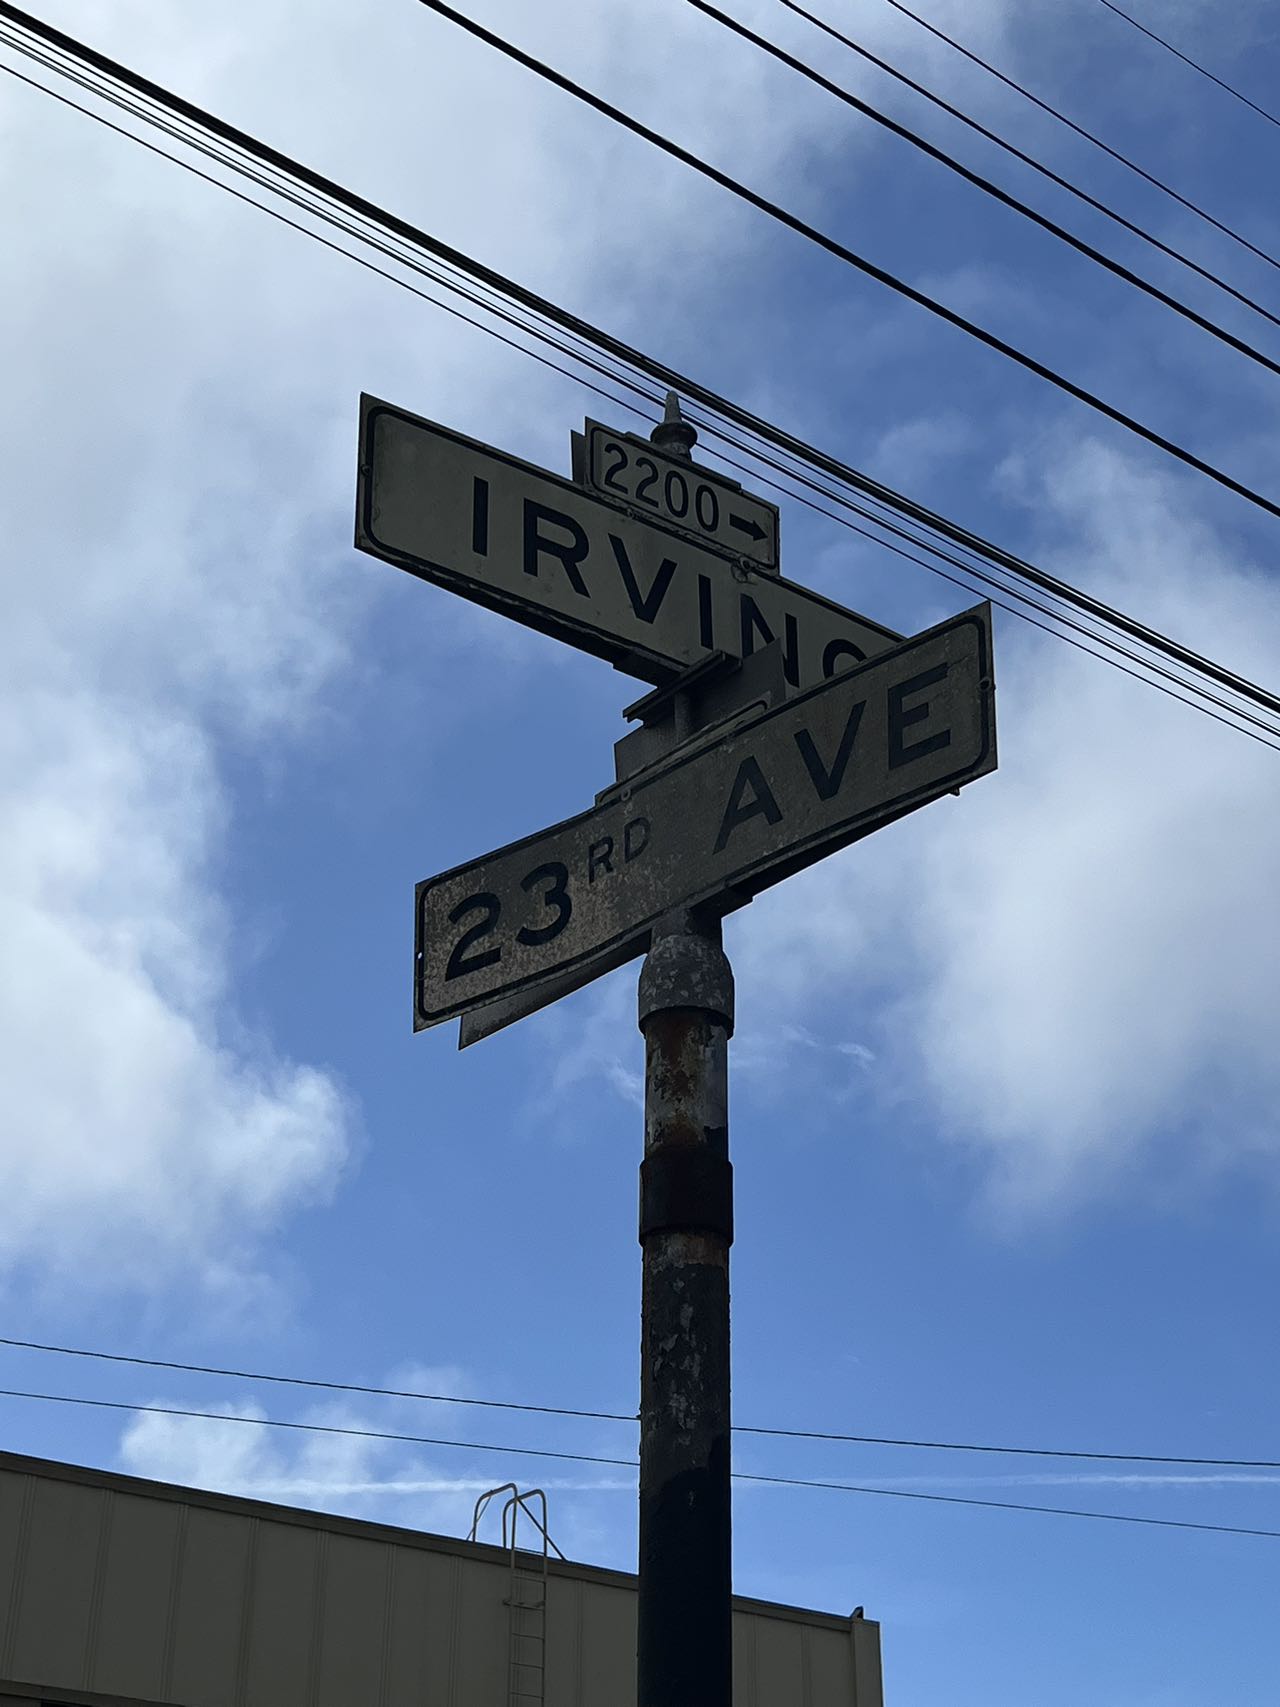 2200 →
IRVING
23RD AVE